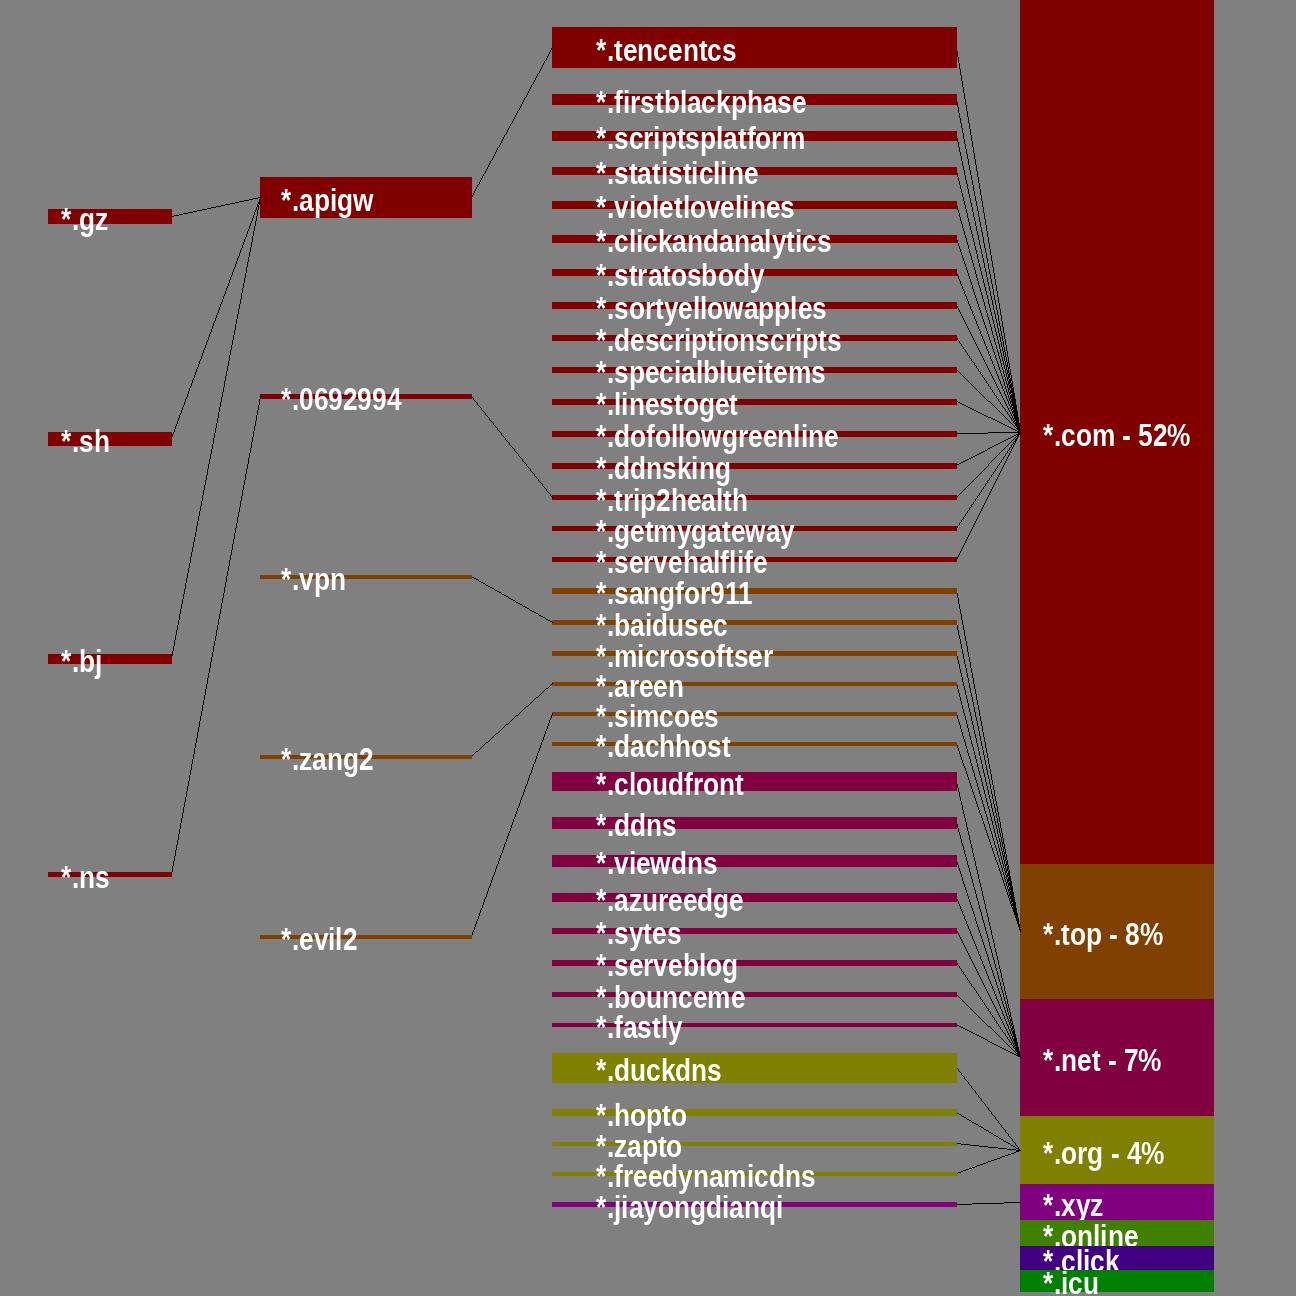 *.gz
*.sh
*.bj
*.ns
*.apigw
*.0692994
*.vpn
*.zang2
*.evil2
*.tencentcs
*.firstblackphase
*.scriptsplatform
*.statisticline
*.violetlovelines
*.clickandanalytics
*.stratosbody
*.sortyellowapples
*.descriptionscripts
*.specialblueitems
*.linestoget
*.dofollowgreenline
*.ddnsking
*.trip2health
*.getmygateway
*.servehalflife
*.sangfor911
*.baidusec
*.microsoftser
*.areen
*.simcoes
*.dachhost
*.cloudfront
*.ddns
*.viewdns
*.azureedge
*.sytes
*.serveblog
*.bounceme
*.fastly
*.duckdns
*.hopto
*.zapto
*.freedynamicdns
*.jiayongdianqi
*.com - 52%
*.top - 8%
*.net - 7%
*.org - 4%
*.xyz
*.online
*.click
*.icu